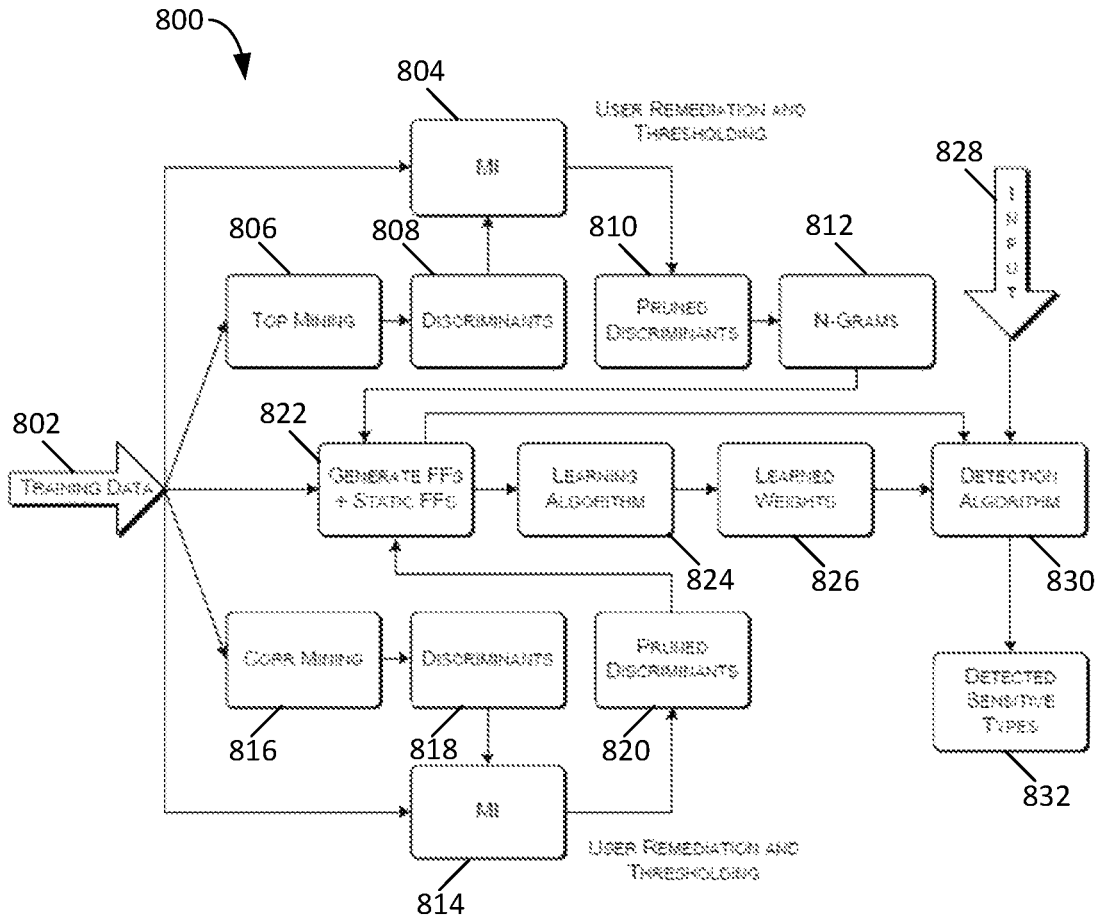 800
804
USER REMEDIATION AND
THRESHOLDING
MI
828
INPUT
806
808
810
812
TOP MINING
DISCRIMINANTS
PRUNED
DISCRIMINANTS
N-GRAMS
802
822
TRAINING DATA
GENERATE FFS
+ STATIC FFS
LEARNING
ALGORITHM
LEARNED
WEIGHTS
DETECTION
ALGORITHM
824
826
830
CORR MINING
DISCRIMINANTS
PRUNED
DISCRIMINANTS
DETECTED
SENSITIVE
TYPES
816
818
820
832
MI
USER REMEDIATION AND
THRESHOLDING
814